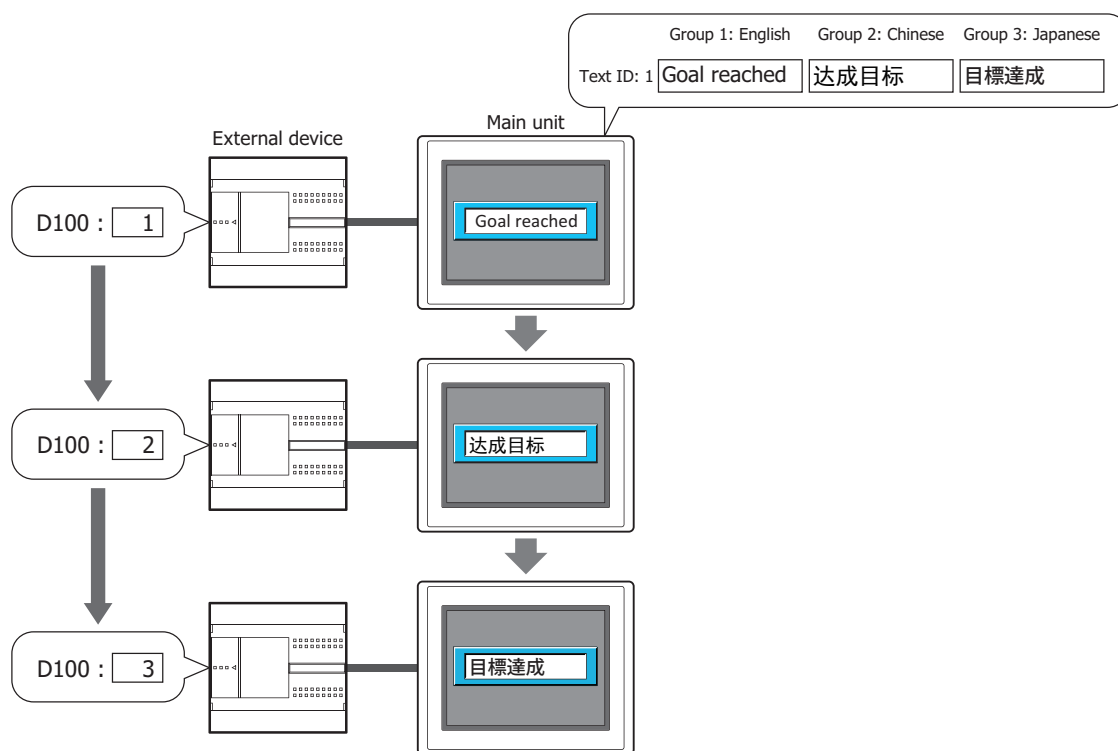 Group 1: English Group 2: Chinese Group 3: Japanese
Text ID: 1 Goal reached 达成目标 目標達成
Main unit
External device
D100 : 1
Goal reached
D100 : 2
达成目标
D100 : 3
目標達成